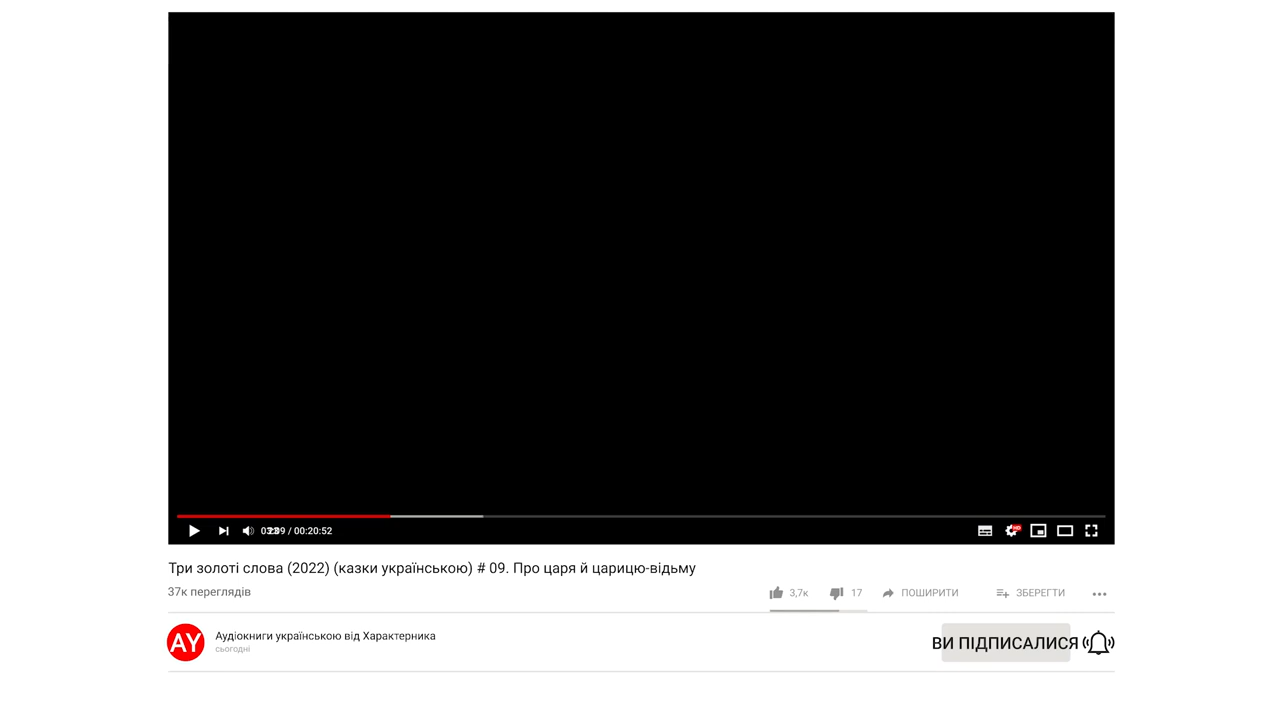 / 00:20:52
HD
Три золоті слова (2022) (казки українською) # 09. Про царя й царицю-відьму
37к переглядів
3,7к
17
ПОШИРИТИ
ЗБЕРЕГТИ
АУ
Аудіокниги українською від Характерника
сьогодні
ВИ ПІДПИСАЛИСЯ